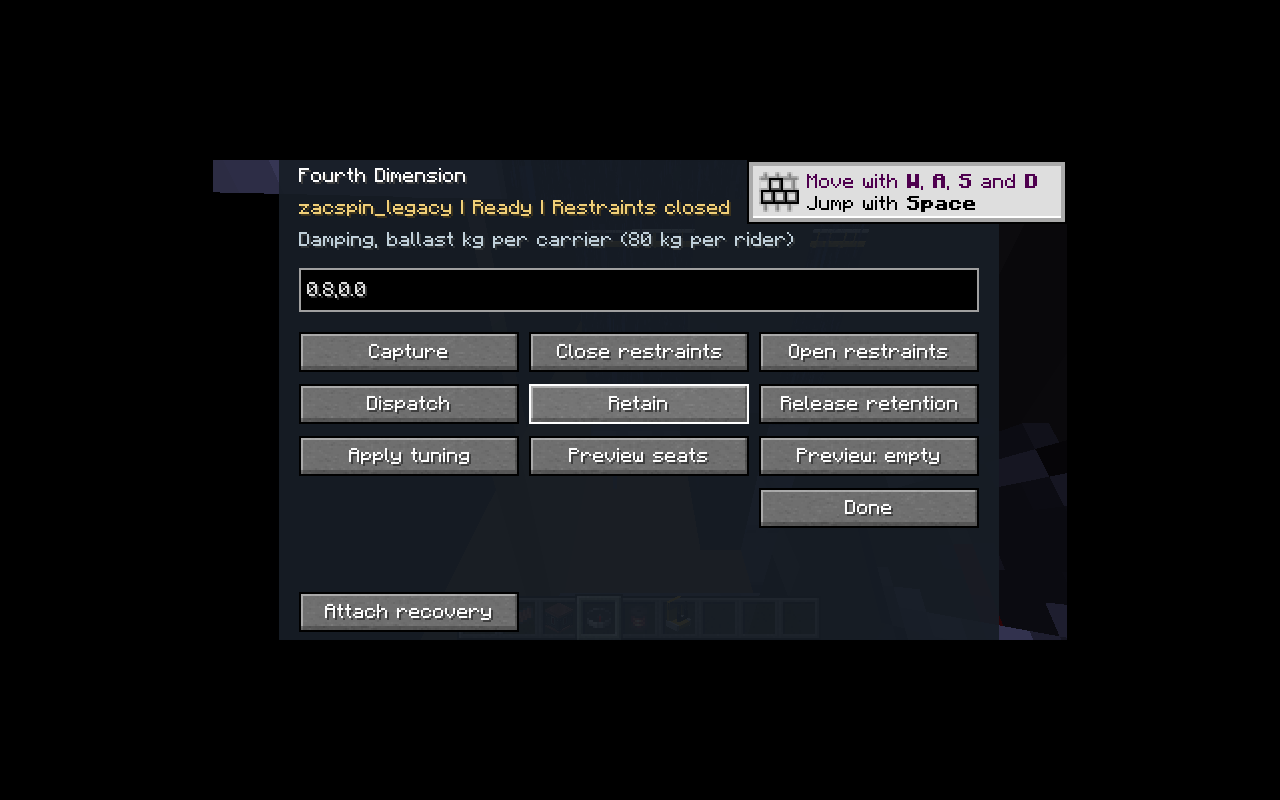 Fourth Dimension
Move with W, A, S and D
Jump with Space
zacspin_legacy | Ready | Restraints closed
Damping, ballast kg per carrier (80 kg per rider)
0.8,0.0
Capture
Close restraints
Open restraints
Dispatch
Retain
Release retention
Apply tuning
Preview seats
Preview: empty
Done
Attach recovery